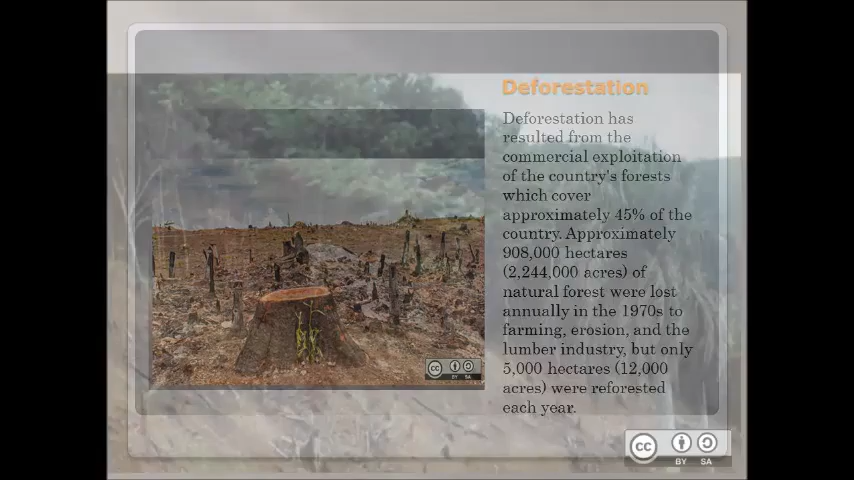 Deforestation
Deforestation has
resulted from the
commercial exploitation
of the country's forests
which cover
approximately 45% of the
country. Approximately
908,000 hectares
(2,244,000 acres) of
natural forest were lost
annually in the 1970s to
farming, erosion, and the
lumber industry, but only
5,000 hectares (12,000
acres) were reforested
each year.
cc
BY SA
cc
BY SA